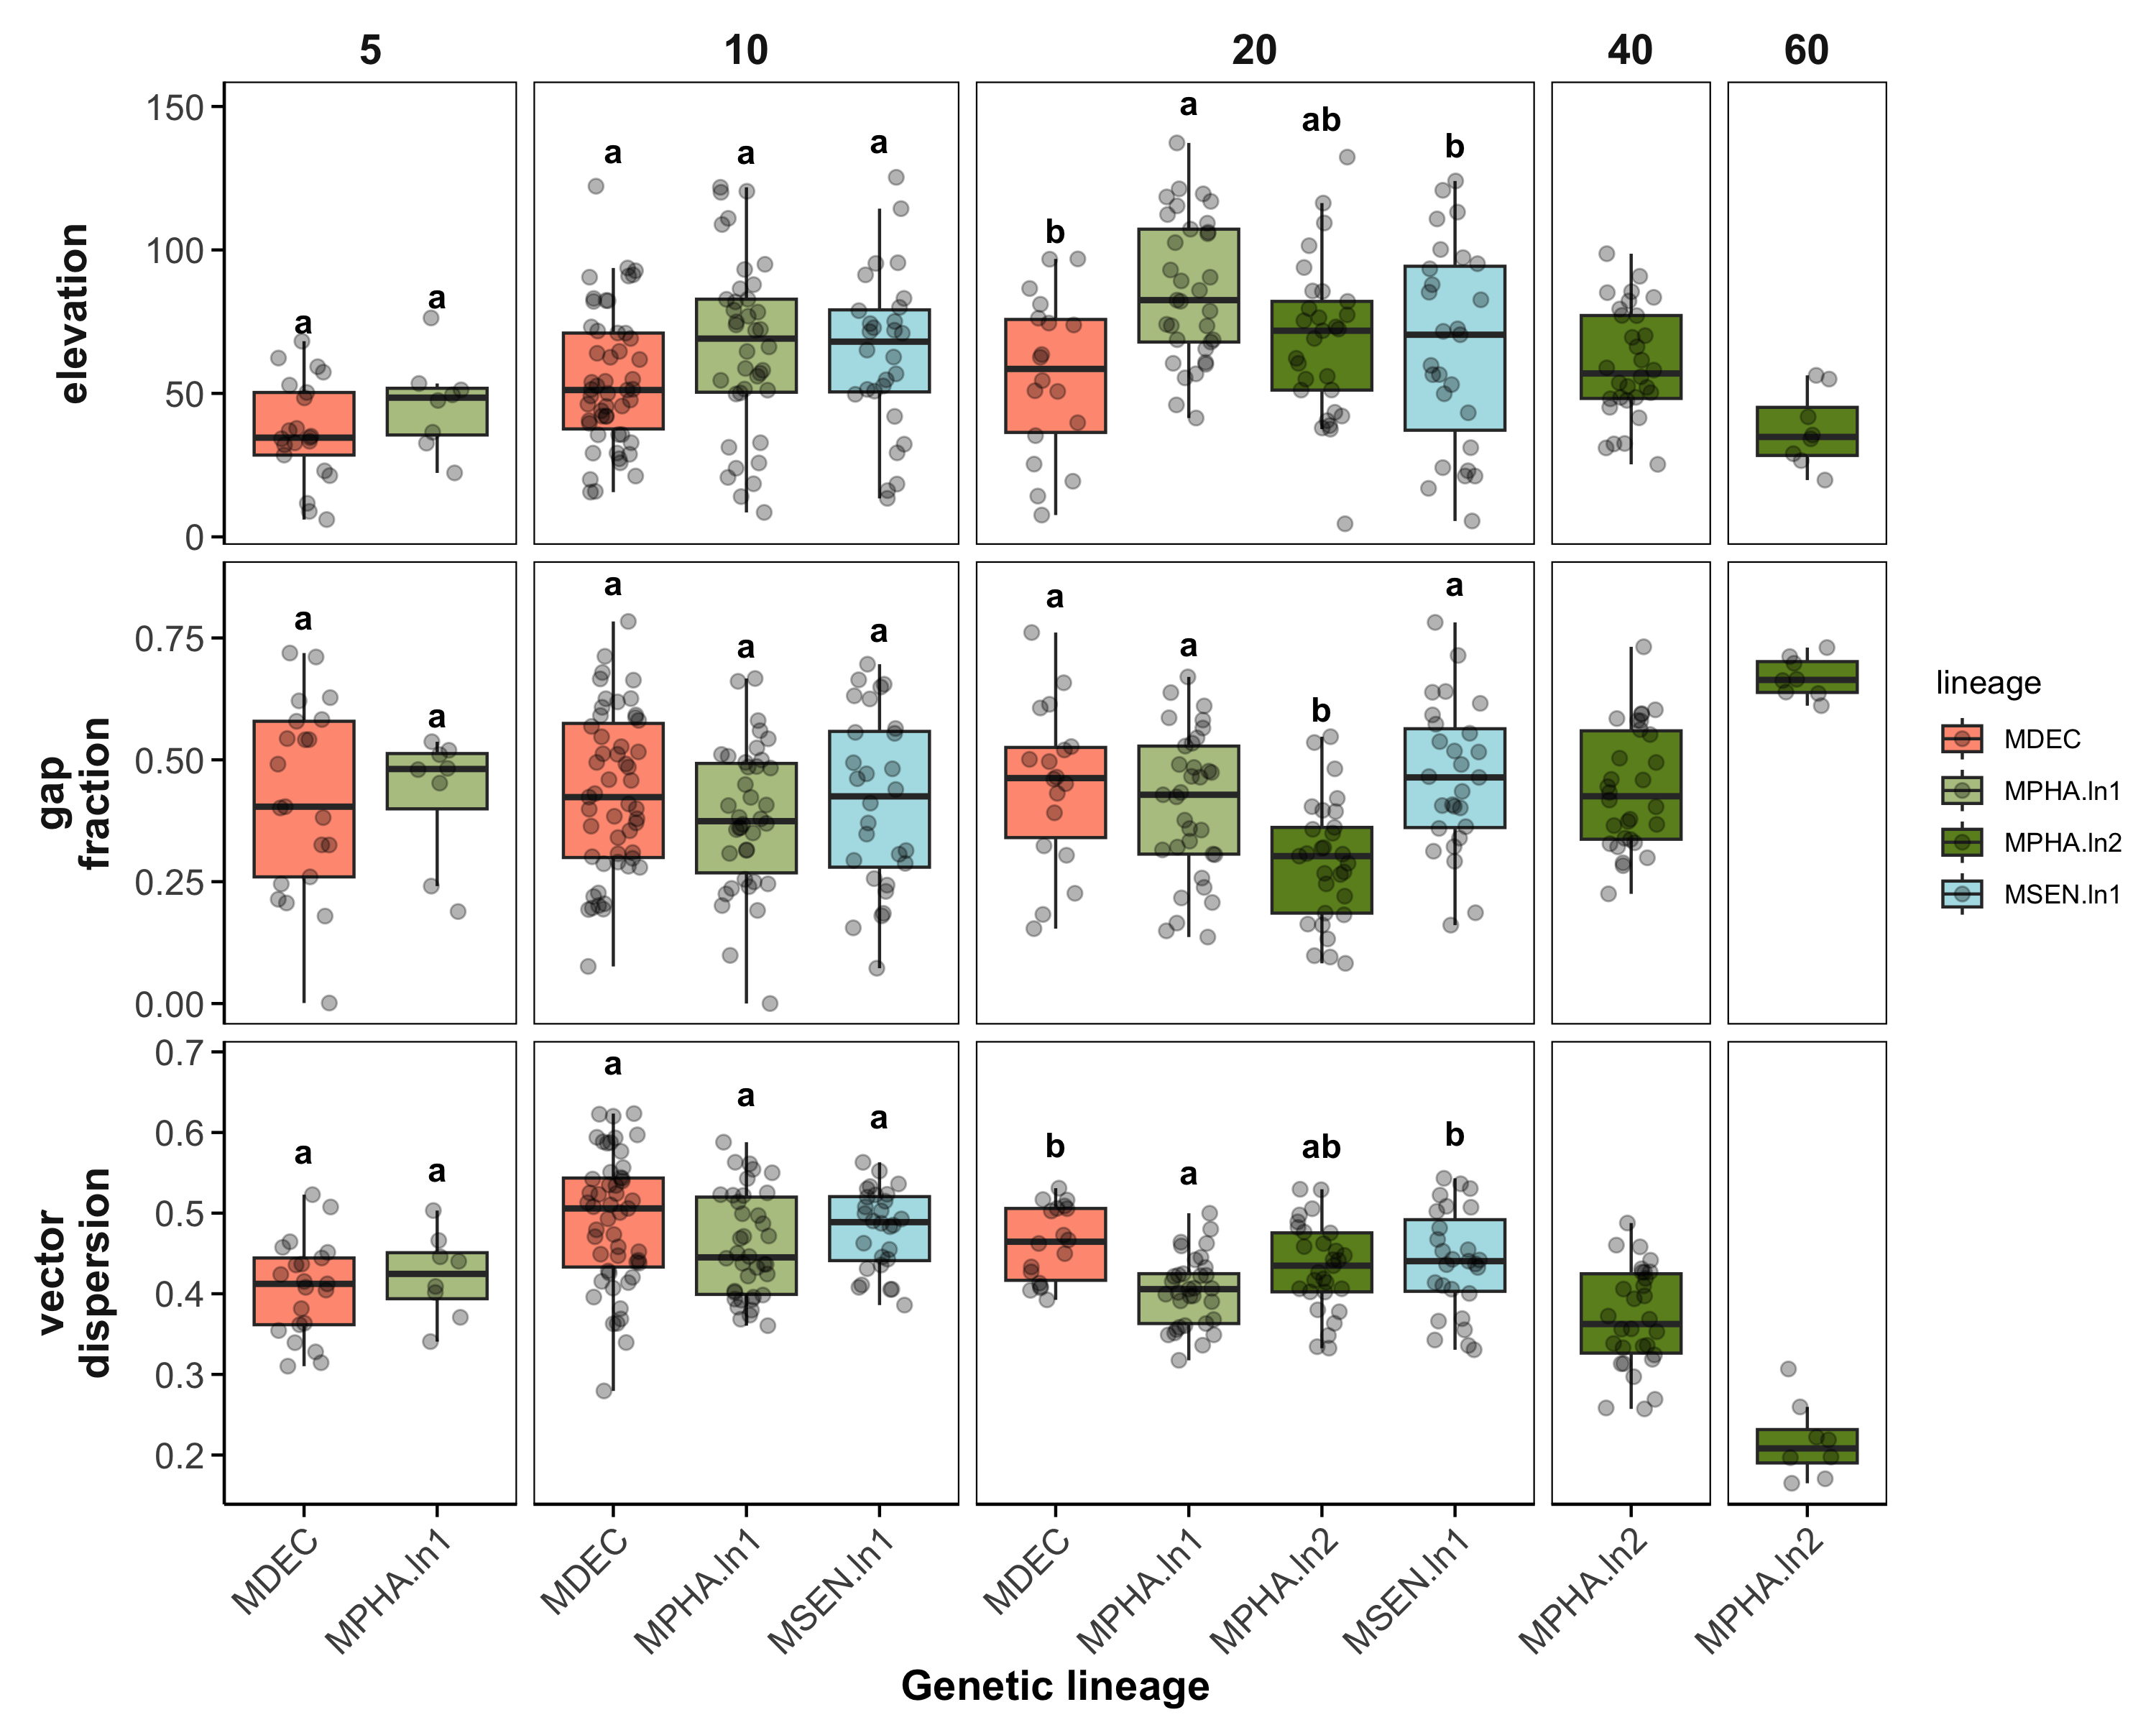 5 10 20 40 60
elevation
150
100
50
0
a a
a a a
b a ab b
gap
fraction
0.75
0.50
0.25
0.00
a a
a a a
a a b a
vector
dispersion
0.7
0.6
0.5
0.4
0.3
0.2
a a
a a a
b a ab b
MDEC MPHA.ln1
MDEC MPHA.ln1 MSEN.ln1
MDEC MPHA.ln1 MPHA.ln2 MSEN.ln1
MPHA.ln2
MPHA.ln2
Genetic lineage
lineage
MDEC
MPHA.ln1
MPHA.ln2
MSEN.ln1